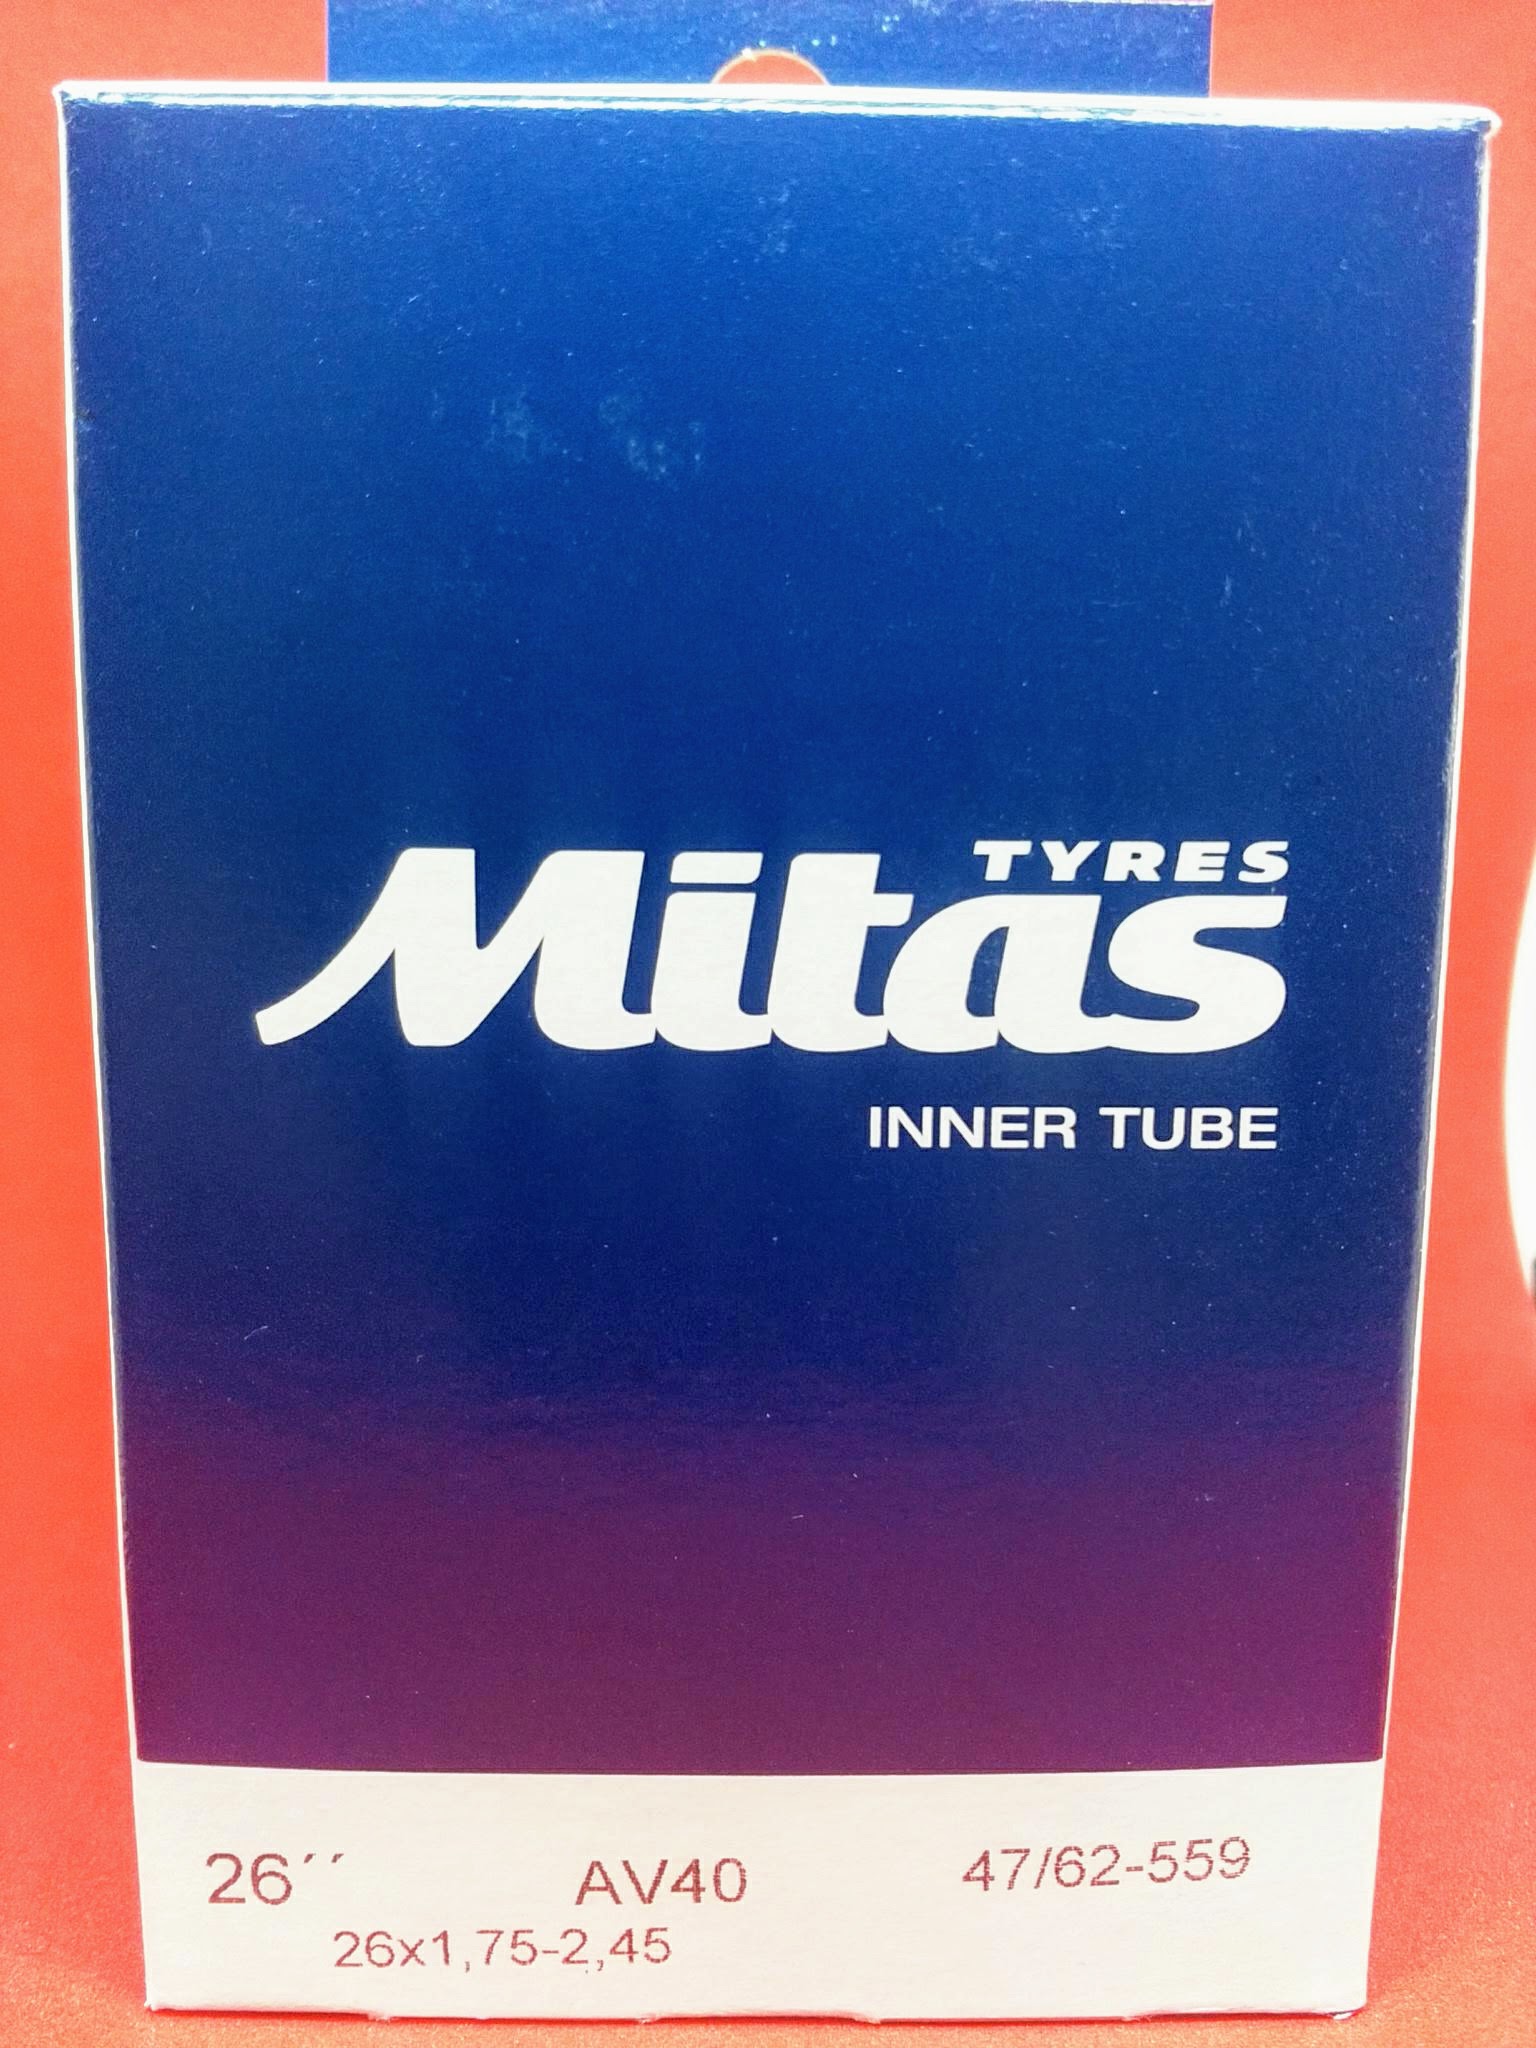 TYRES
Mitas
INNER TUBE
26´´ AV40 47/62-559
26x1,75-2,45